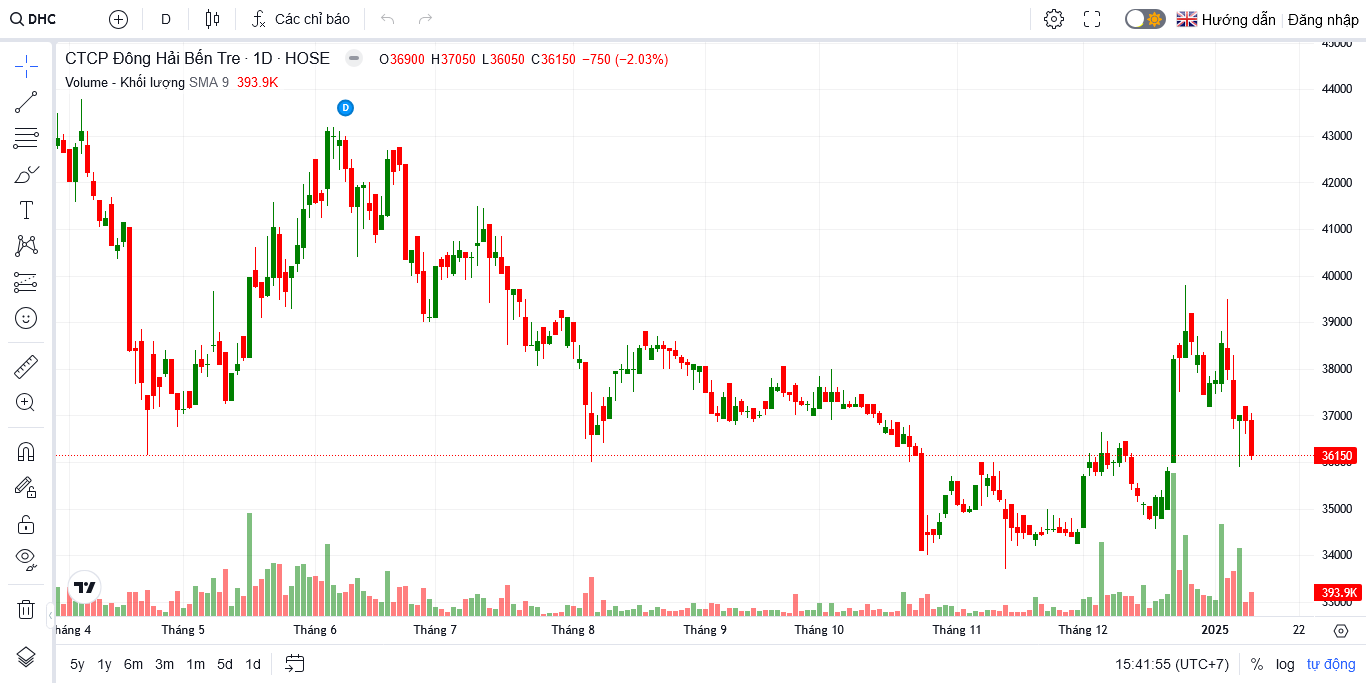 DHC D Các chỉ báo Hướng dẫn Đăng nhập
CTCP Đông Hải Bến Tre · 1D · HOSE O36900 H37050 L36050 C36150 −750 (−2.03%)
Volume - Khối lượng SMA 9 393.9K
D
45000
44000
43000
42000
41000
40000
39000
38000
37000
36150
36000
35000
34000
393.9K
33000
háng 4 Tháng 5 Tháng 6 Tháng 7 Tháng 8 Tháng 9 Tháng 10 Tháng 11 Tháng 12 2025 22
5y 1y 6m 3m 1m 5d 1d 15:41:55 (UTC+7) % log tự động